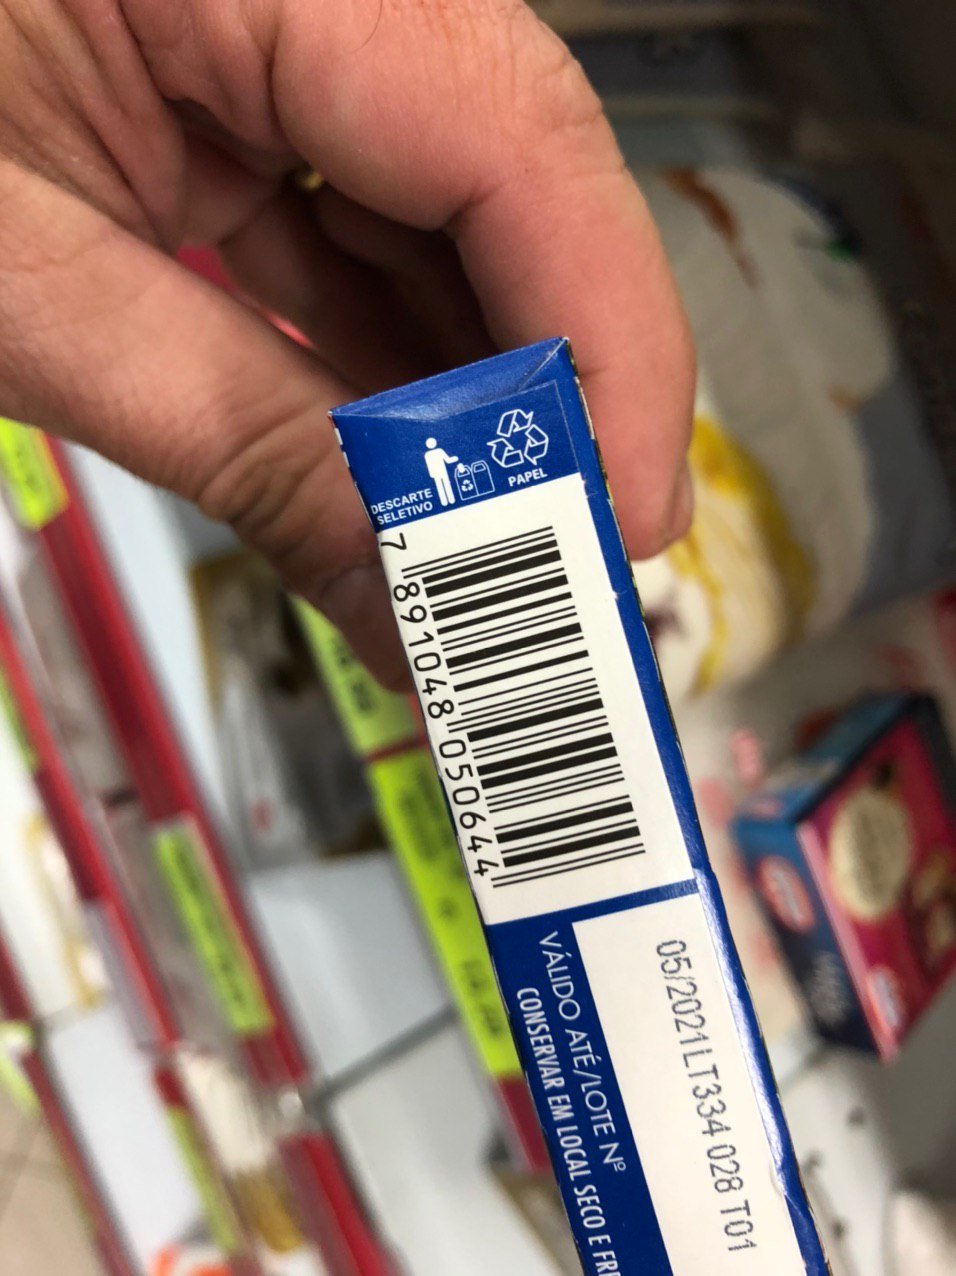 DESCARTE
SELETIVO
PAPEL
7 891048 050644
VÁLIDO ATÉ/LOTE Nº
CONSERVAR EM LOCAL SECO E
05/2021LT334 028 T01